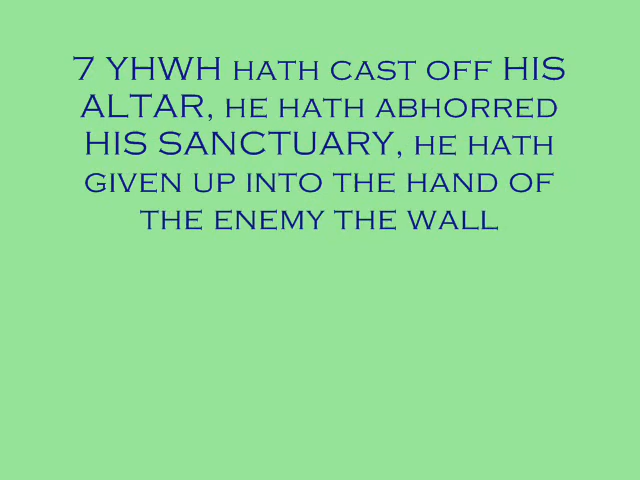 7 YHWH hath cast off HIS
ALTAR, he hath abhorred
HIS SANCTUARY, he hath
given up into the hand of
the enemy the wall